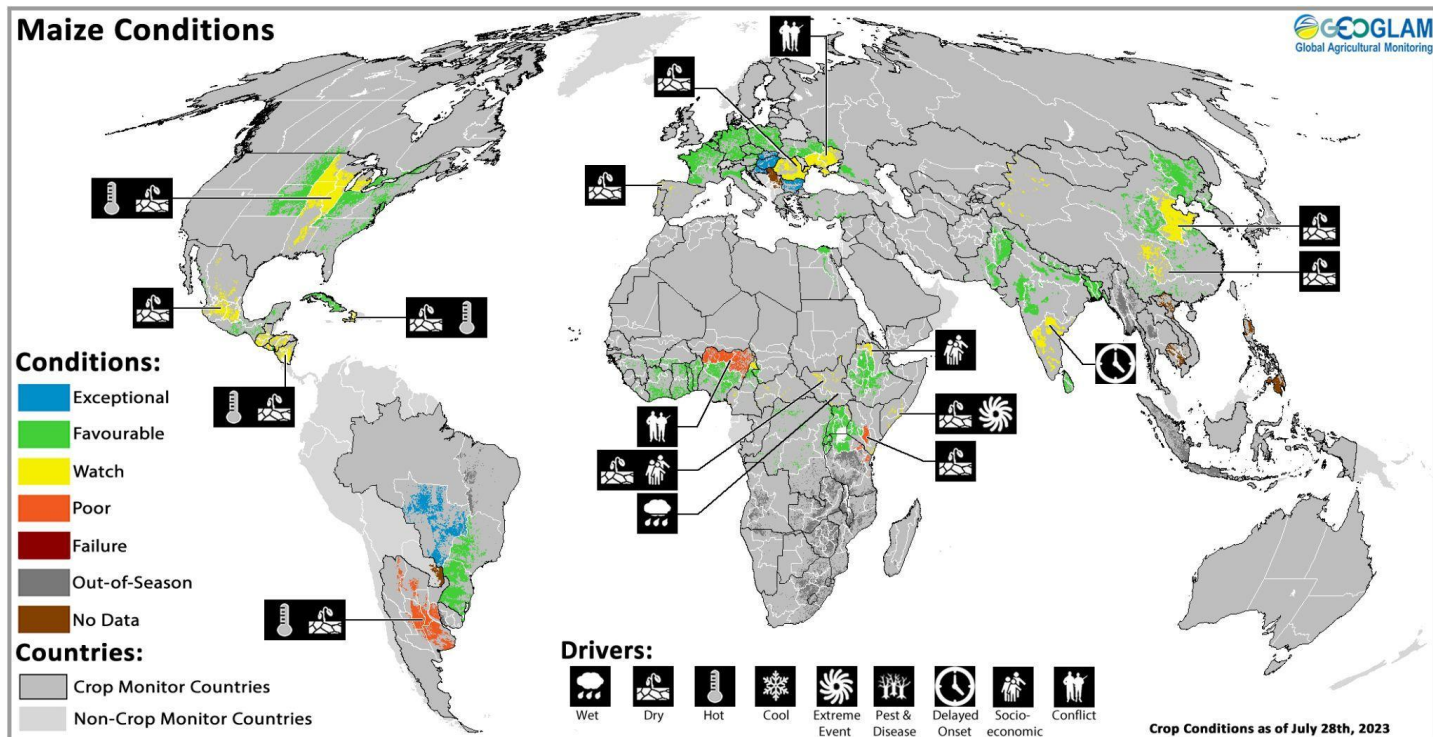 Maize Conditions
GEOGLAM
Global Agricultural Monitoring
Conditions:
Exceptional
Favourable
Watch
Poor
Failure
Out-of-Season
No Data
Countries:
Crop Monitor Countries
Non-Crop Monitor Countries
Drivers:
Wet
Dry
Hot
Cool
Extreme
Event
Pest &
Disease
Delayed
Onset
Socio-
economic
Conflict
Crop Conditions as of July 28th, 2023